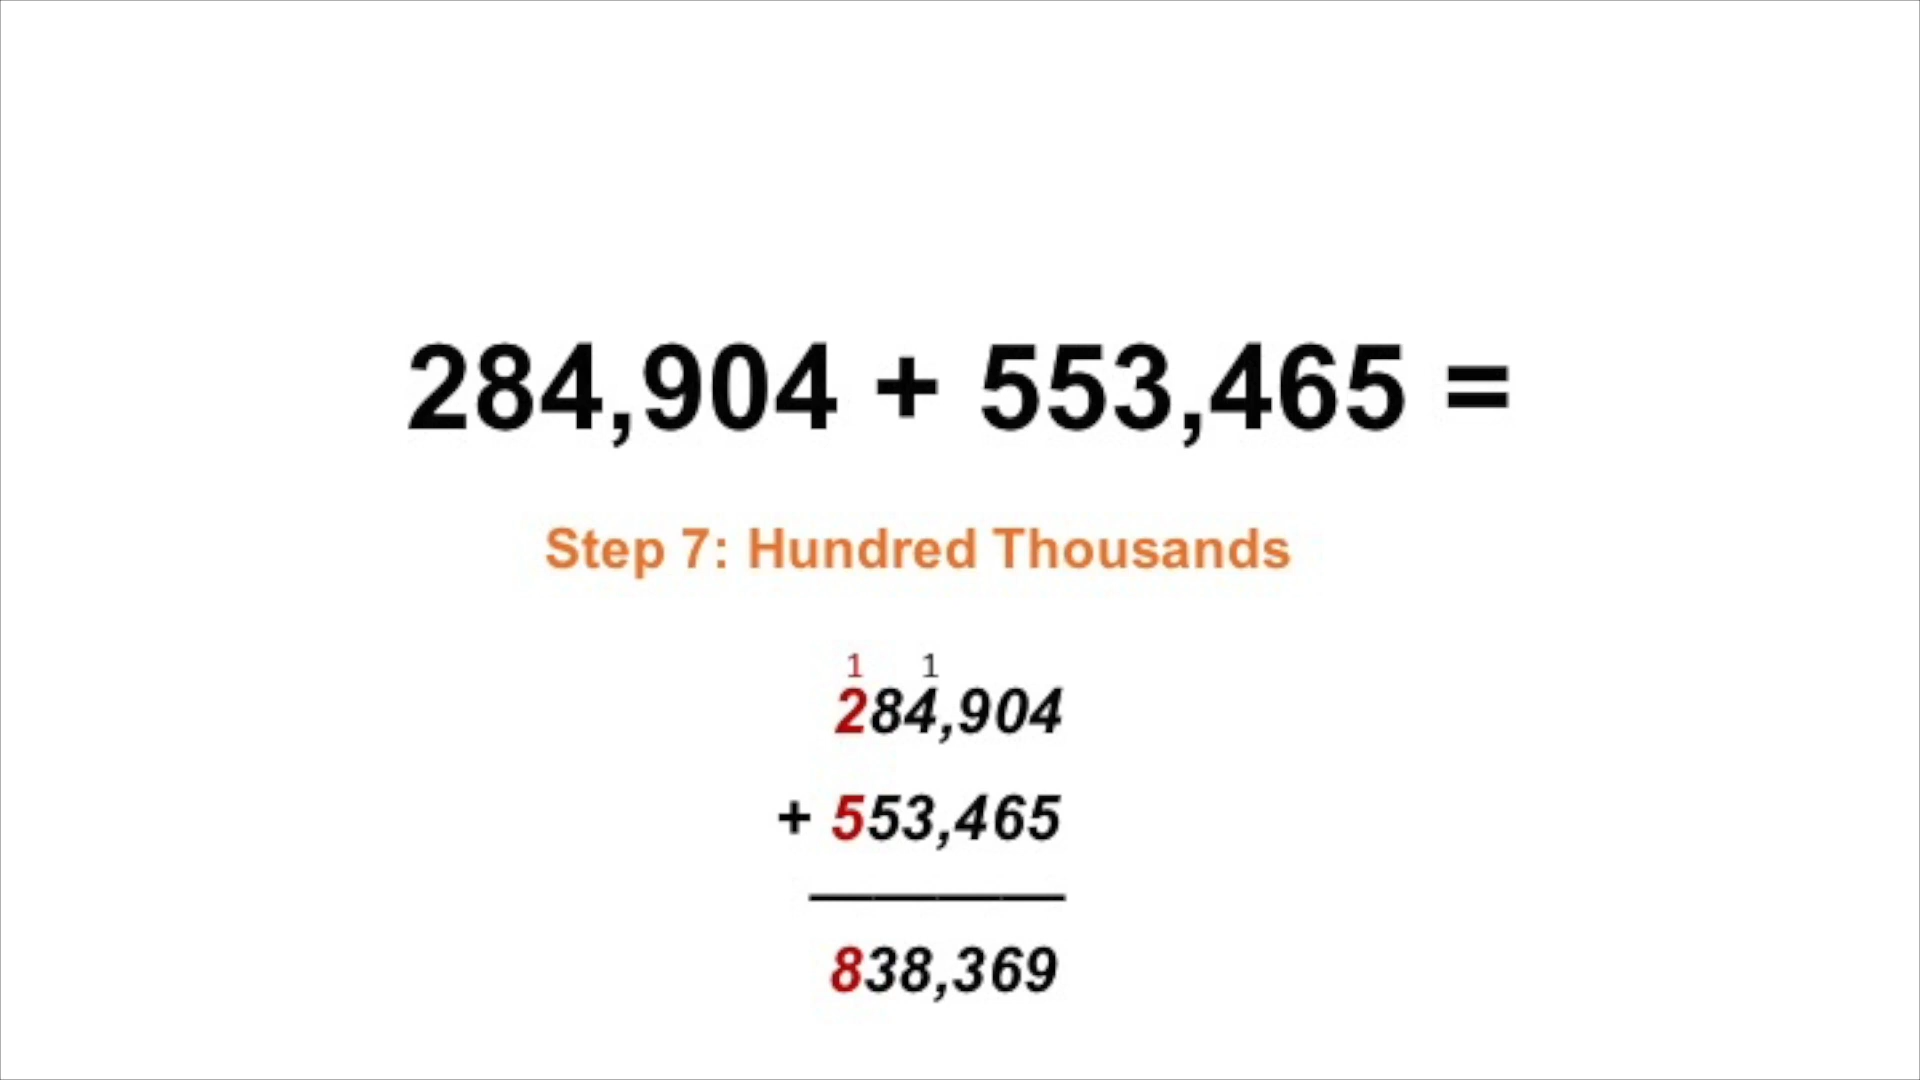 284,904 + 553,465 =
Step 7: Hundred Thousands
1 1
284,904
+ 553,465
838,369